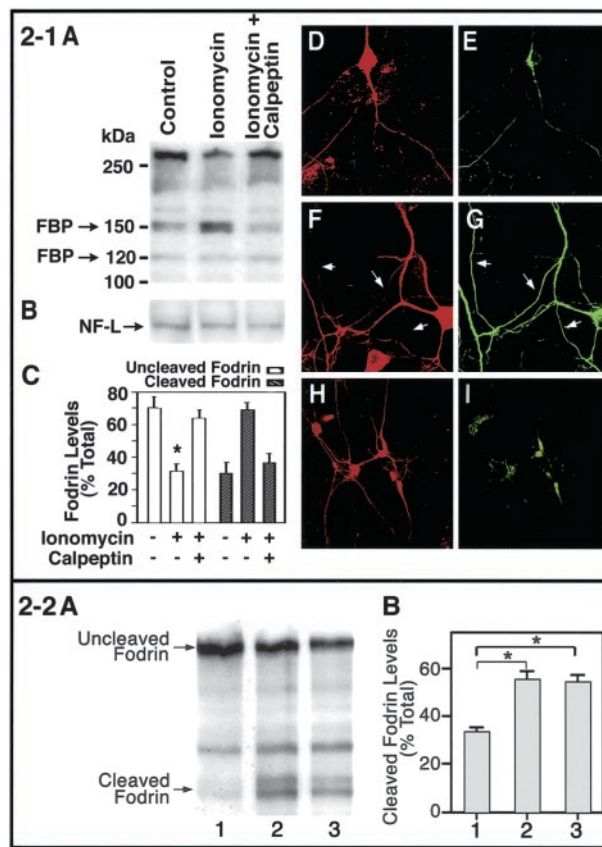 2-1 A
Control
Ionomycin
Ionomycin +
Calpeptin
kDa
250
FBP → 150
FBP → 120
100
B
NF-L →
C
Uncleaved Fodrin
Cleaved Fodrin
Fodrin Levels
(% Total)
80
60
40
20
0
*
Ionomycin - + + - + +
Calpeptin - - + - - +
D
E
F
G
H
I
2-2 A
Uncleaved
Fodrin
Cleaved
Fodrin
1 2 3
B
Cleaved Fodrin Levels
(% Total)
60
40
20
0
*
*
1 2 3